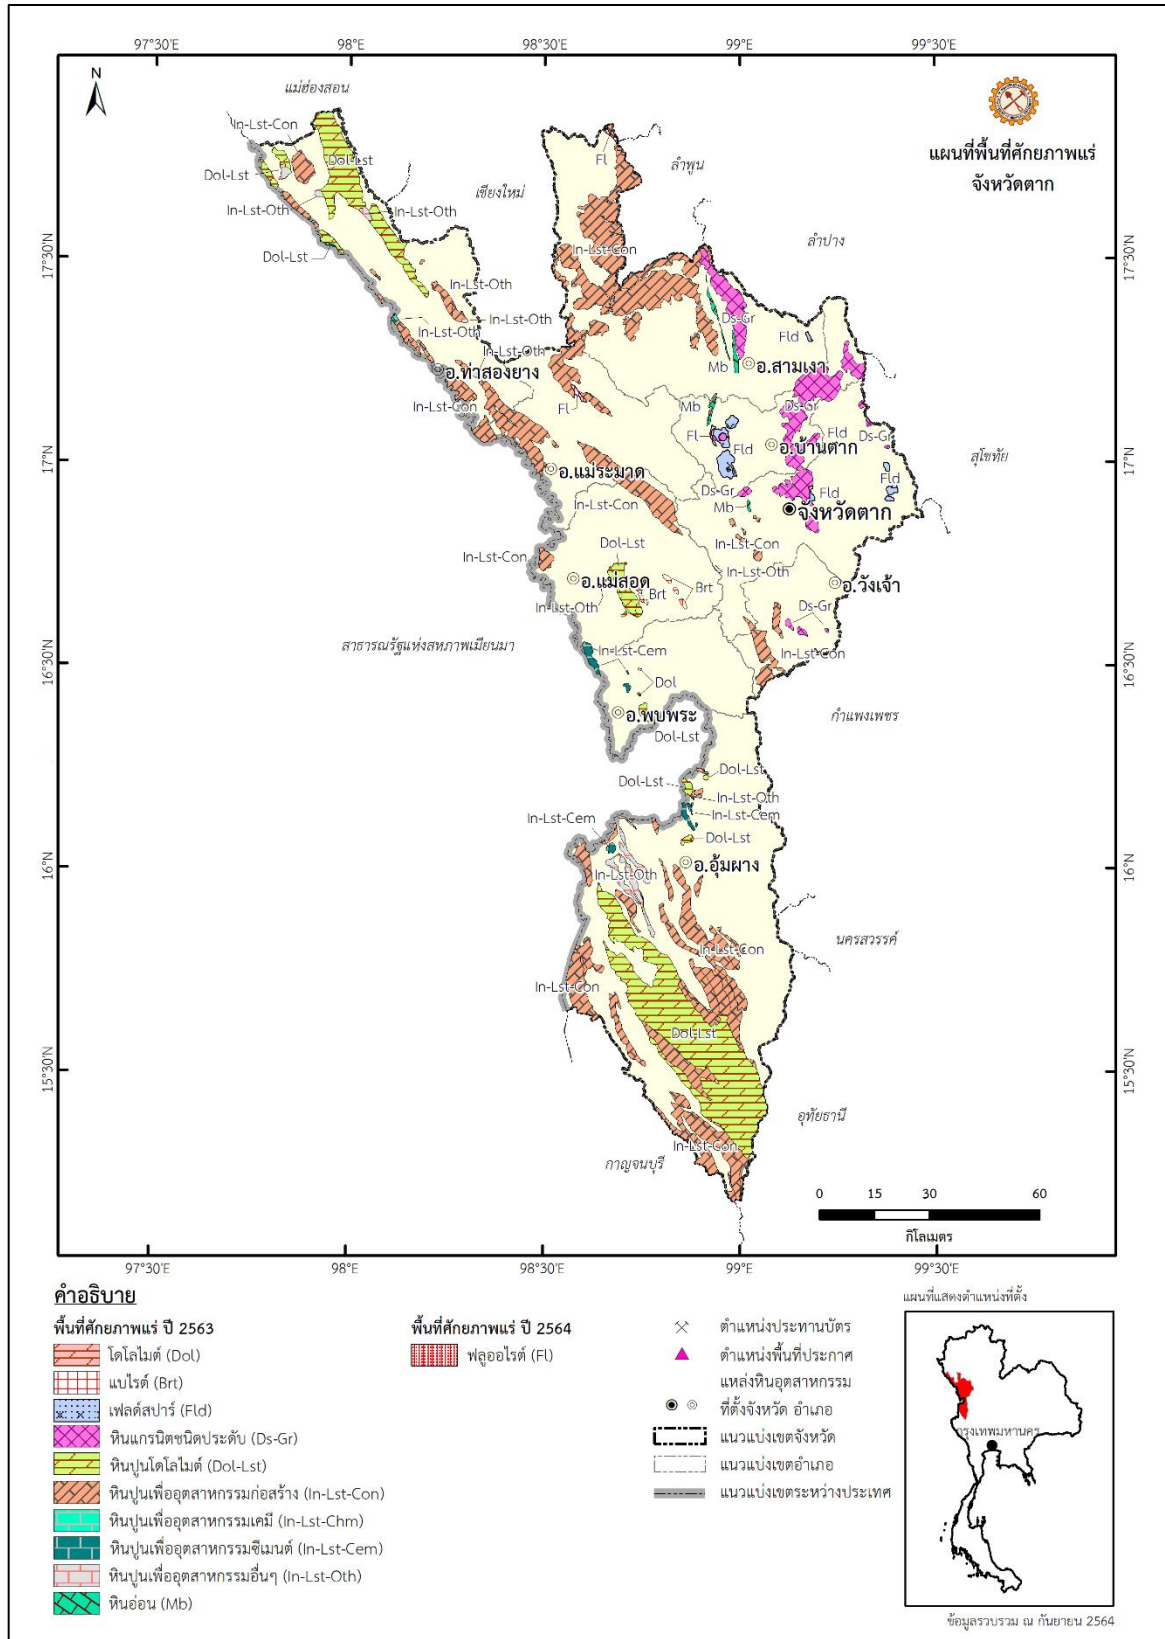 97°30'E 98°E 98°30'E 99°E 99°30'E
N
แม่ฮ่องสอน
แผนที่พื้นที่ศักยภาพแร่
จังหวัดตาก
In-Lst-Con
Dol-Lst
Fl
ลำพูน
Dol-Lst
เชียงใหม่
In-Lst-Oth
In-Lst-Oth
ลำปาง
17°30'N
17°30'N
Dol-Lst
In-Lst-Con
In-Lst-Oth
In-Lst-Oth
Ds-Gr
In-Lst-Oth
Fld
In-Lst-Oth
Mb
อ.สามเงา
อ.ท่าสองยาง
In-Lst-Con
Fl
Mb
Ds-Gr
Fl
Fld
Fld
Ds-Gr
อ.บ้านตาก
สุโขทัย
17°N
17°N
อ.แม่ระมาด
Fld
Ds-Gr
Fld
In-Lst-Con
Mb
จังหวัดตาก
Dol-Lst
In-Lst-Con
In-Lst-Con
In-Lst-Oth
อ.แม่สอด
Brt
Brt
อ.วังเจ้า
In-Lst-Oth
Ds-Gr
สาธารณรัฐแห่งสหภาพเมียนมา
In-Lst-Cem
In-Lst-Con
16°30'N
16°30'N
Dol
อ.พบพระ
กำแพงเพชร
Dol-Lst
Dol-Lst
Dol-Lst
In-Lst-Oth
In-Lst-Cem
In-Lst-Cem
Dol-Lst
อ.อุ้มผาง
16°N
16°N
In-Lst-Oth
In-Lst-Con
นครสวรรค์
In-Lst-Con
Dol-Lst
15°30'N
15°30'N
อุทัยธานี
In-Lst-Con
กาญจนบุรี
0 15 30 60
กิโลเมตร
97°30'E 98°E 98°30'E 99°E 99°30'E
คำอธิบาย
พื้นที่ศักยภาพแร่ ปี 2563
โดโลไมต์ (Dol)
แบไรต์ (Brt)
เฟลด์สปาร์ (Fld)
หินแกรนิตชนิดประดับ (Ds-Gr)
หินปูนโดโลไมต์ (Dol-Lst)
หินปูนเพื่ออุตสาหกรรมก่อสร้าง (In-Lst-Con)
หินปูนเพื่ออุตสาหกรรมเคมี (In-Lst-Chm)
หินปูนเพื่ออุตสาหกรรมซีเมนต์ (In-Lst-Cem)
หินปูนเพื่ออุตสาหกรรมอื่นๆ (In-Lst-Oth)
หินอ่อน (Mb)
พื้นที่ศักยภาพแร่ ปี 2564
ฟลูออไรต์ (Fl)
ตำแหน่งประทานบัตร
ตำแหน่งพื้นที่ประกาศ
แหล่งหินอุตสาหกรรม
ที่ตั้งจังหวัด อำเภอ
แนวแบ่งเขตจังหวัด
แนวแบ่งเขตอำเภอ
แนวแบ่งเขตระหว่างประเทศ
แผนที่แสดงตำแหน่งที่ตั้ง
กรุงเทพมหานคร
ข้อมูลรวบรวม ณ กันยายน 2564